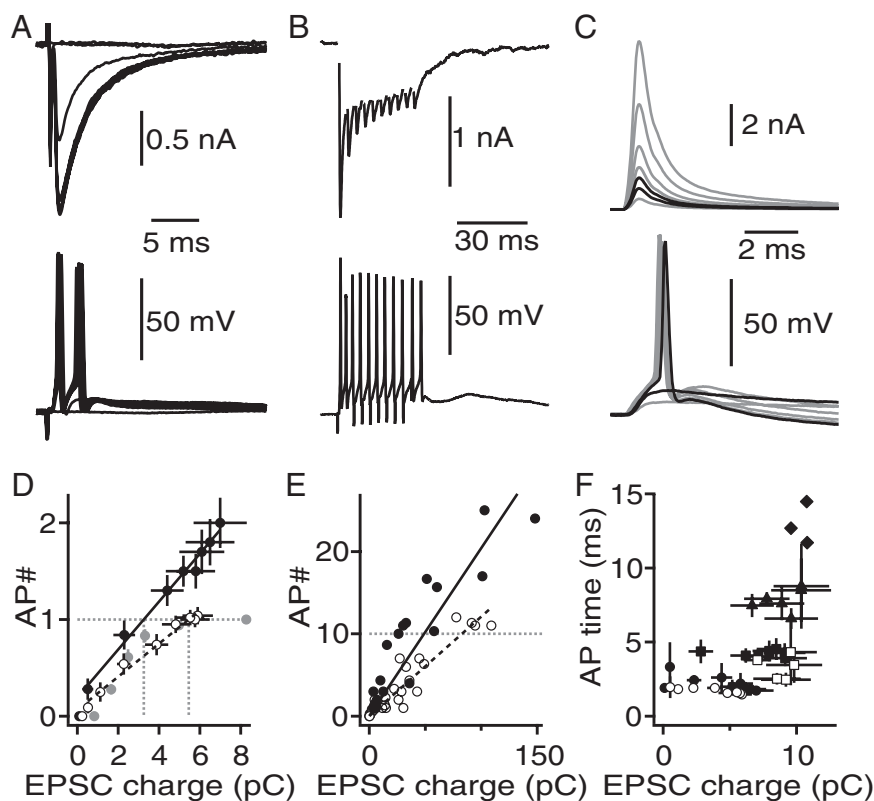 A
B
C
0.5 nA
1 nA
2 nA
5 ms
30 ms
2 ms
50 mV
50 mV
50 mV
D
E
F
AP#
2
1
0
0 2 4 6 8
EPSC charge (pC)
AP#
20
10
0
0 150
EPSC charge (pC)
AP time (ms)
15
10
5
0
0 10
EPSC charge (pC)